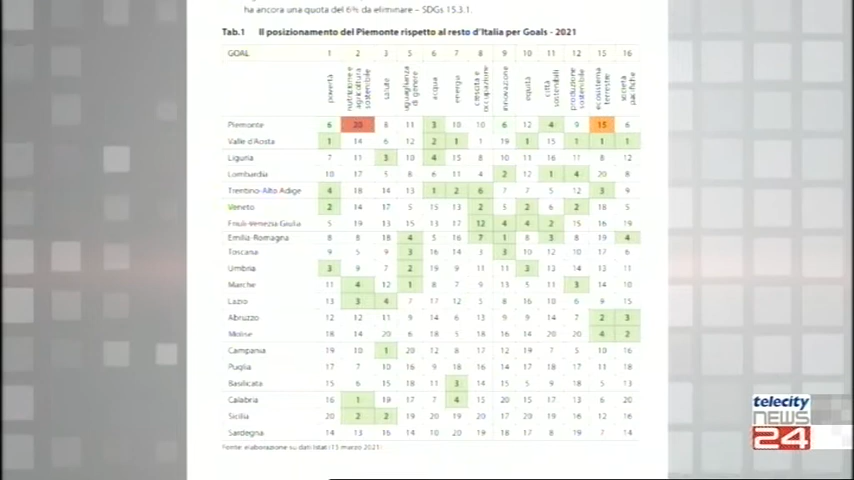 ha ancora una quota del 6% da eliminare – SDGs 15.3.1.
Tab.1 Il posizionamento del Piemonte rispetto al resto d'Italia per Goals - 2021
GOAL 1 2 3 5 6 7 8 9 10 11 12 15 16
povertà nutrizione e agricoltura sostenibile salute uguaglianza di genere acqua energia crescita e occupazione innovazione equità città sostenibili produzione sostenibile ecosistema terrestre società pacifiche
Piemonte 6 20 8 11 3 10 10 6 12 4 9 15 6
Valle d'Aosta 1 14 6 12 2 1 1 19 1 15 1 1 1
Liguria 7 11 3 10 4 15 8 10 11 16 11 8 12
Lombardia 10 17 5 8 6 11 4 2 12 1 4 20 8
Trentino-Alto Adige 4 18 14 13 1 2 6 7 7 5 12 3 9
Veneto 2 14 17 5 15 13 2 5 2 6 2 18 5
Friuli-Venezia Giulia 5 19 13 15 13 17 12 4 4 2 15 16 19
Emilia-Romagna 8 8 18 4 5 16 7 1 8 3 8 19 4
Toscana 9 5 9 3 16 14 3 3 10 12 10 17 6
Umbria 3 9 7 2 19 9 11 11 3 13 14 13 11
Marche 11 4 12 1 8 7 9 13 5 11 3 14 10
Lazio 13 3 4 7 17 12 5 8 16 10 6 9 15
Abruzzo 12 12 11 9 14 6 13 9 9 14 7 2 3
Molise 18 14 20 6 18 5 18 16 14 20 20 4 2
Campania 19 10 1 20 12 8 17 12 19 7 5 10 16
Puglia 17 7 10 16 9 18 16 14 17 18 17 11 18
Basilicata 15 6 15 18 11 3 14 15 5 9 18 5 13
Calabria 16 1 19 17 7 4 15 20 15 17 13 6 20
Sicilia 20 2 2 19 20 19 20 17 20 19 16 12 16
Sardegna 14 13 16 14 10 20 19 18 17 8 19 7 14
Fonte: elaborazione su dati Istat (15 marzo 2021)
telecity
NEWS
24